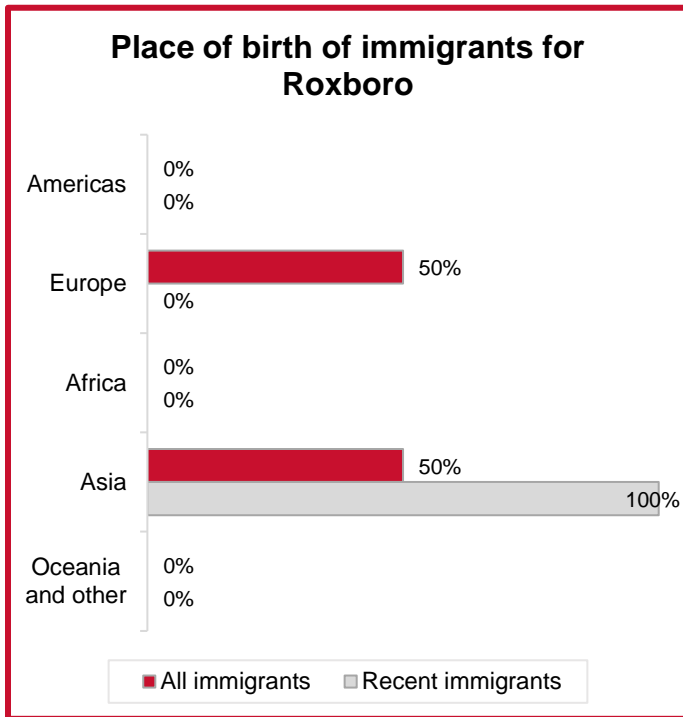 Place of birth of immigrants for
Roxboro
Americas
0%
0%
Europe
50%
0%
Africa
0%
0%
Asia
50%
100%
Oceania
and other
0%
0%
All immigrants
Recent immigrants